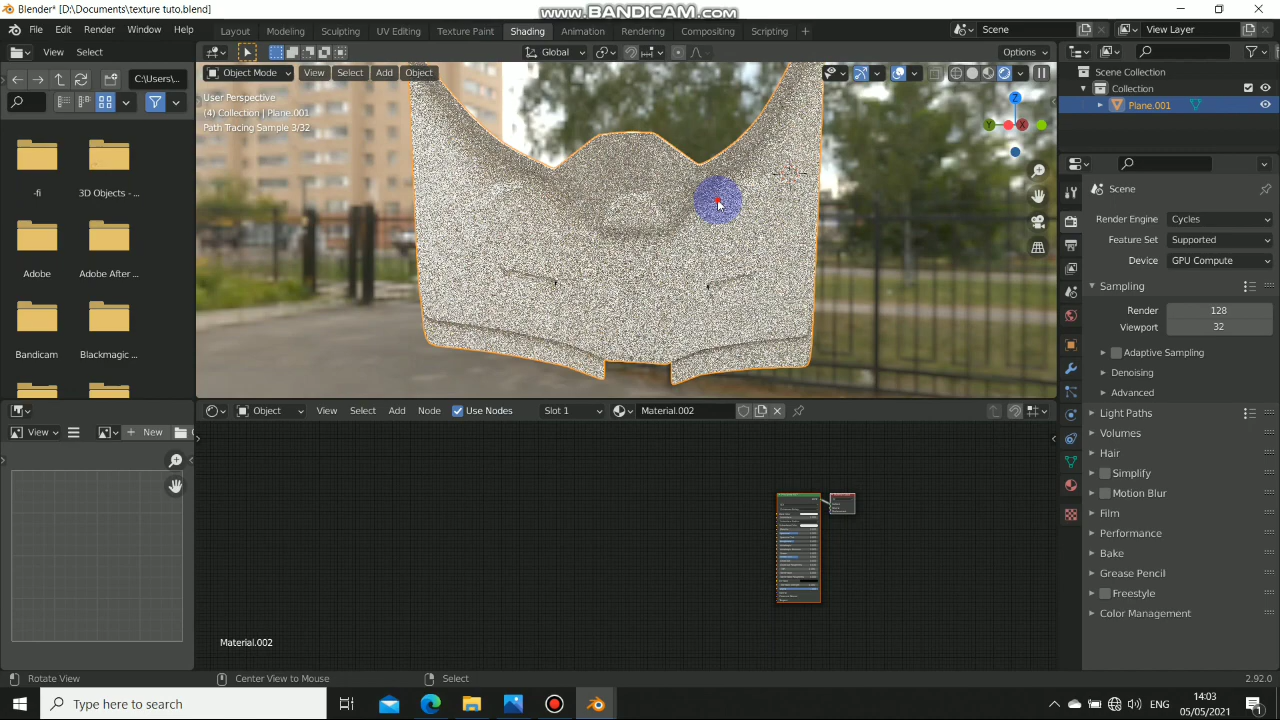 Blender* [D:\Documents\texture tuto.blend]
www.BANDICAM.com
File Edit Render Window Help
Layout Modeling Sculpting UV Editing Texture Paint Shading Animation Rendering Compositing Scripting +
Scene
View Layer
View Select
Global
Options
C:\Users\...
Object Mode View Select Add Object
User Perspective
(4) Collection | Plane.001
Path Tracing Sample 3/32
Z
Y
X
-fi
3D Objects - ...
Adobe
Adobe After ...
Bandicam
Blackmagic ...
Scene Collection
Collection
Plane.001
Scene
Render Engine Cycles
Feature Set Supported
Device GPU Compute
Sampling
Render 128
Viewport 32
Adaptive Sampling
Denoising
Advanced
Light Paths
Volumes
Hair
Simplify
Motion Blur
Film
Performance
Bake
Grease Pencil
Freestyle
Color Management
Object View Select Add Node Use Nodes Slot 1 Material.002
View New
Material.002
Rotate View Center View to Mouse Select
2.92.0
Type here to search
ENG
14:03
05/05/2021